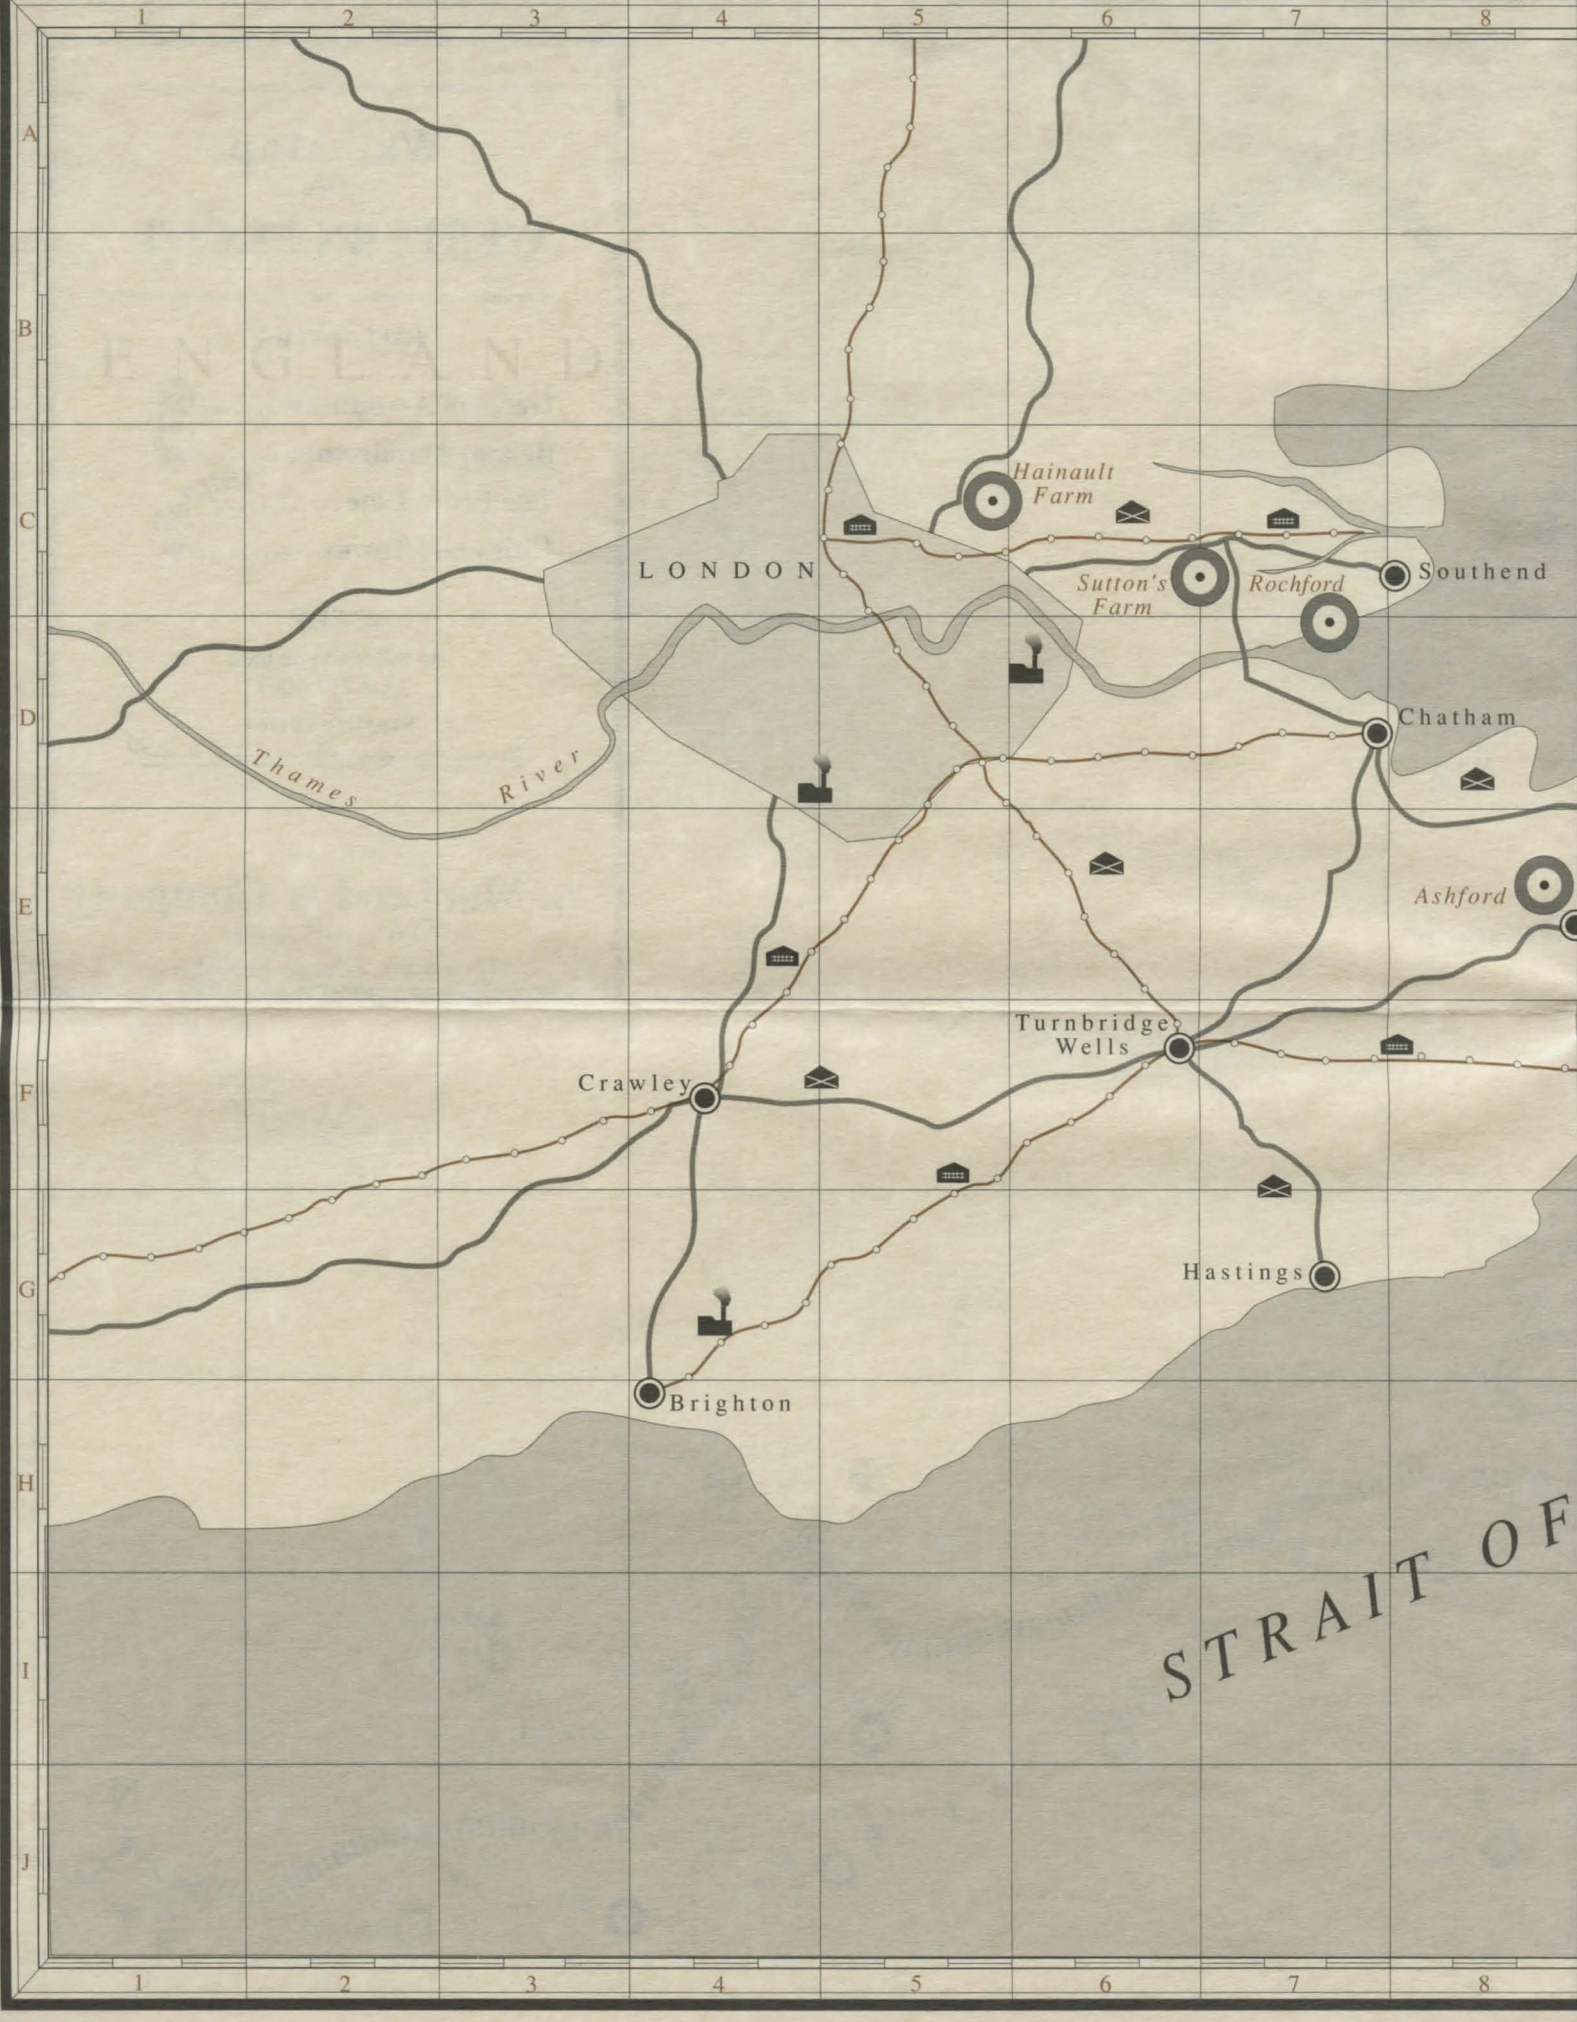 1 2 3 4 5 6 7 8
A
B
ENGLAND
C
Hainault
Farm
LONDON
Sutton's
Farm
Rochford
Southend
D
Chatham
Thames River
E
Ashford
Turnbridge
Wells
F
Crawley
G
Hastings
Brighton
H
STRAIT OF
I
J
1 2 3 4 5 6 7 8